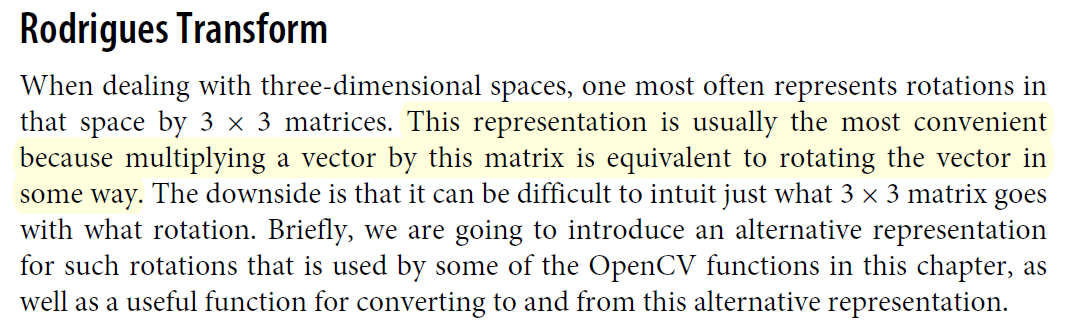 Rodrigues Transform
When dealing with three-dimensional spaces, one most often represents rotations in
that space by 3 × 3 matrices. This representation is usually the most convenient
because multiplying a vector by this matrix is equivalent to rotating the vector in
some way. The downside is that it can be difficult to intuit just what 3 × 3 matrix goes
with what rotation. Briefly, we are going to introduce an alternative representation
for such rotations that is used by some of the OpenCV functions in this chapter, as
well as a useful function for converting to and from this alternative representation.